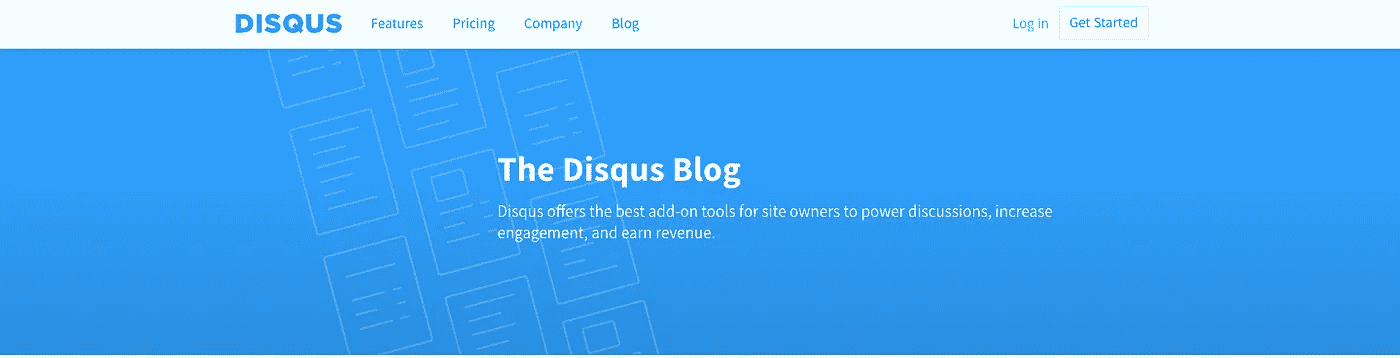 DISQUS Features Pricing Company Blog Log in Get Started
The Disqus Blog
Disqus offers the best add-on tools for site owners to power discussions, increase
engagement, and earn revenue.